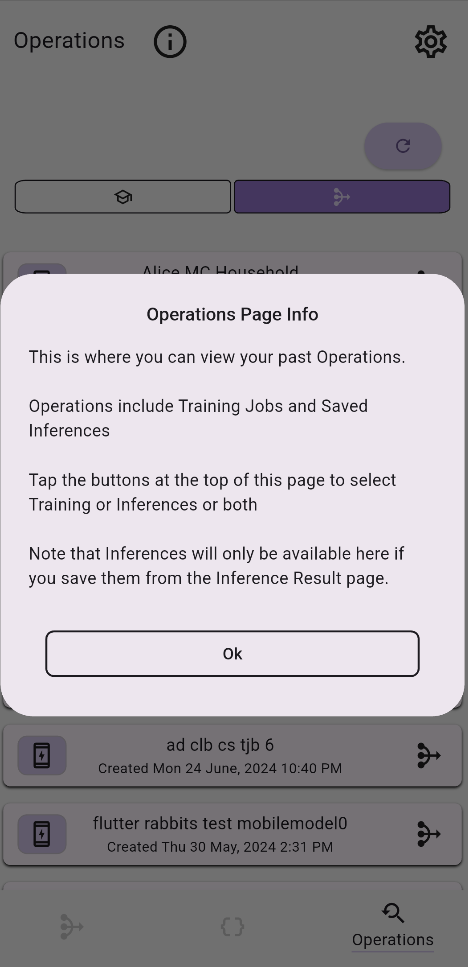 Operations
Alice MC Household
Operations Page Info
This is where you can view your past Operations.
Operations include Training Jobs and Saved
Inferences
Tap the buttons at the top of this page to select
Training or Inferences or both
Note that Inferences will only be available here if
you save them from the Inference Result page.
Ok
ad clb cs tjb 6
Created Mon 24 June, 2024 10:40 PM
flutter rabbits test mobilemodel0
Created Thu 30 May, 2024 2:31 PM
Operations